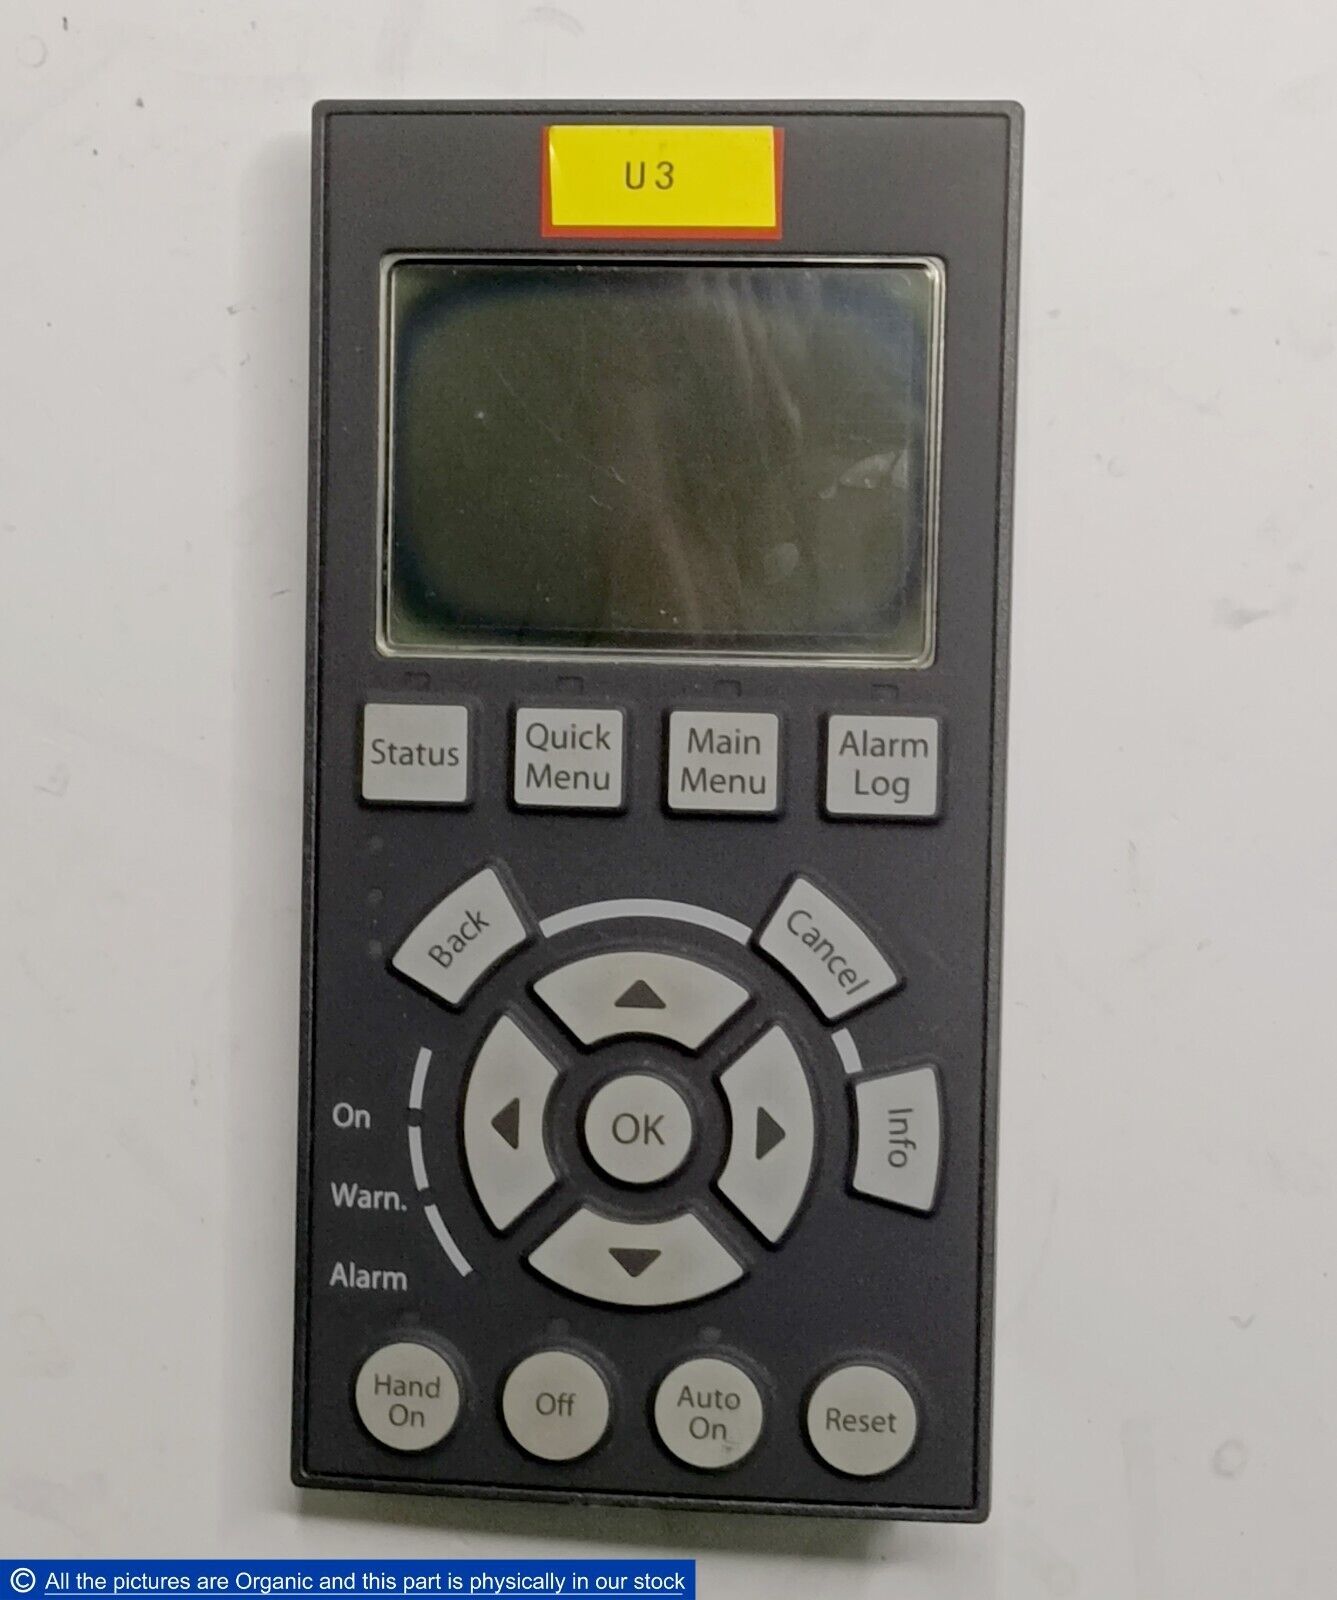 U3
Status
Quick
Menu
Main
Menu
Alarm
Log
Back
Cancel
Info
OK
On
Warn.
Alarm
Hand
On
Off
Auto
On
Reset
© All the pictures are Organic and this part is physically in our stock